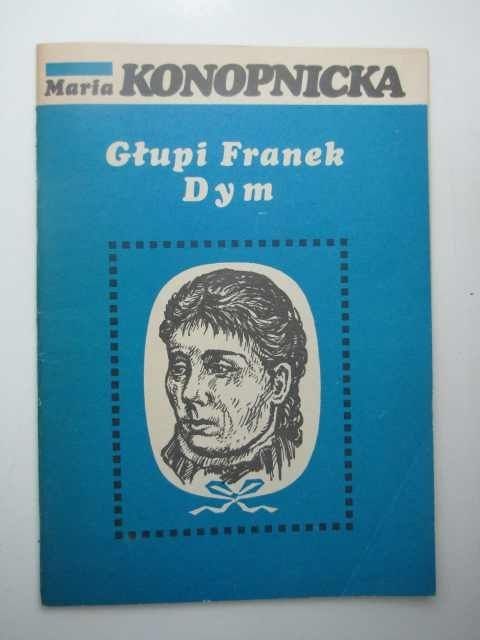 Maria KONOPNICKA
Głupi Franek
Dym